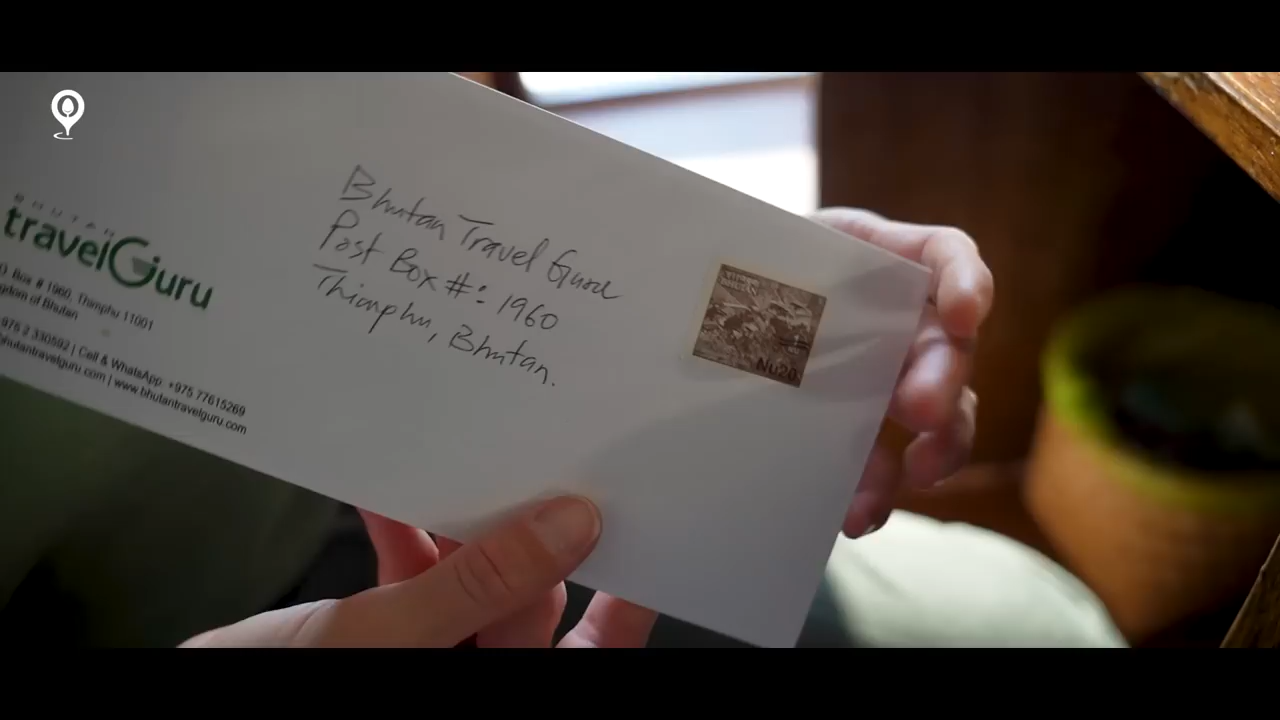 BHUTAN
travelGuru
O Box # 1960, Thimphu 11001
gdom of Bhutan
975 2 330592 | Cell & WhatsApp: +975 77615269
bhutantravelguru.com | www.bhutantravelguru.com
Bhutan Travel Guru
Post Box #: 1960
Thimphu, Bhutan.
Nu20